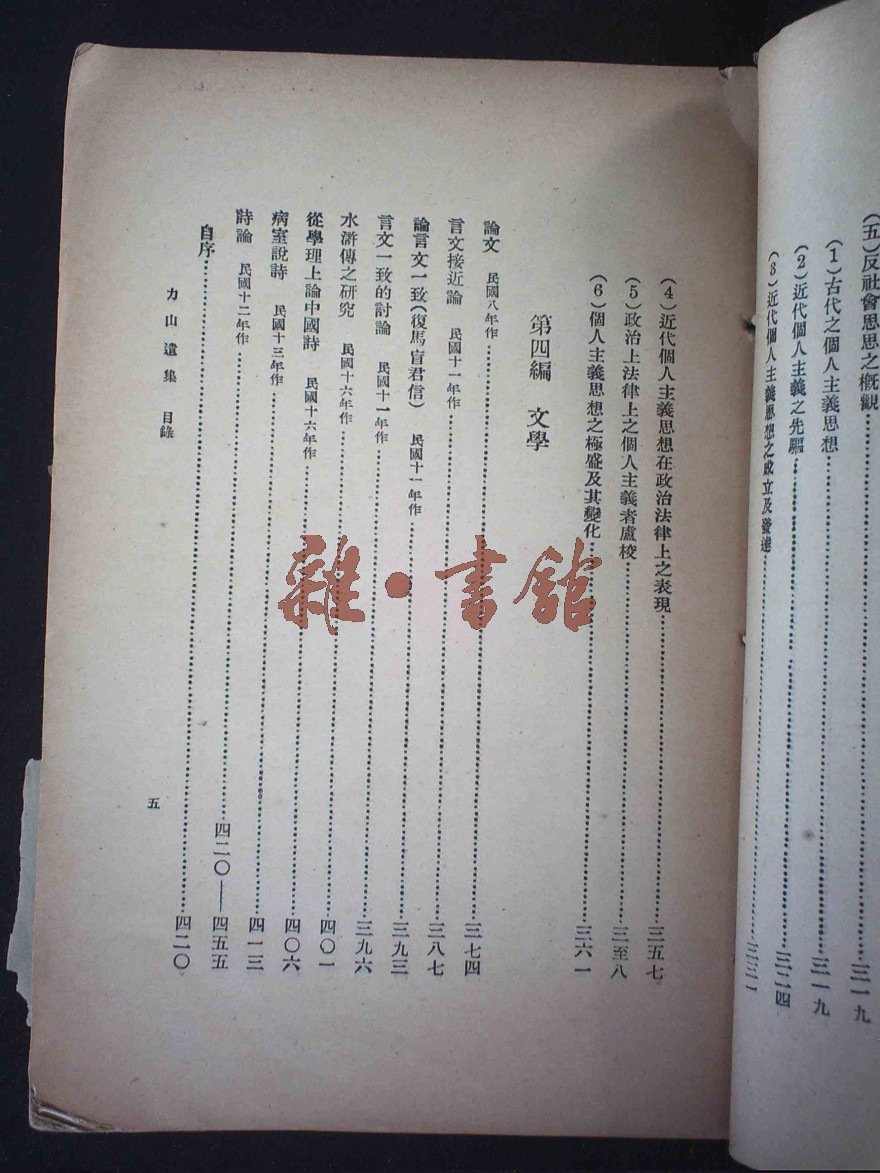 (五)反社會思思之概觀……三一九
(1)古代之個人主義思想……三一九
(2)近代個人主義之先驅……三二四
(3)近代個人主義思想之成立及發達……三三一
(4)近代個人主義思想在政治法律上之表現……三五七
(5)政治上法律上之個人主義者盧梭……三至八
(6)個人主義思想之極盛及其變化……三六一
第四編 文學
論文 民國八年作……三七四
言文接近論 民國十一年作……三八七
論言文一致(復馬盲君信) 民國十一年作……三九三
言文一致的討論 民國十一年作……三九六
水滸傳之研究 民國十六年作……四〇一
從學理上論中國詩 民國十六年作……四〇六
病室說詩 民國十三年作……四一三
詩論 民國十二年作……四二〇——四五五
自序……四二〇
力山遺集 目錄
五
雜·書館